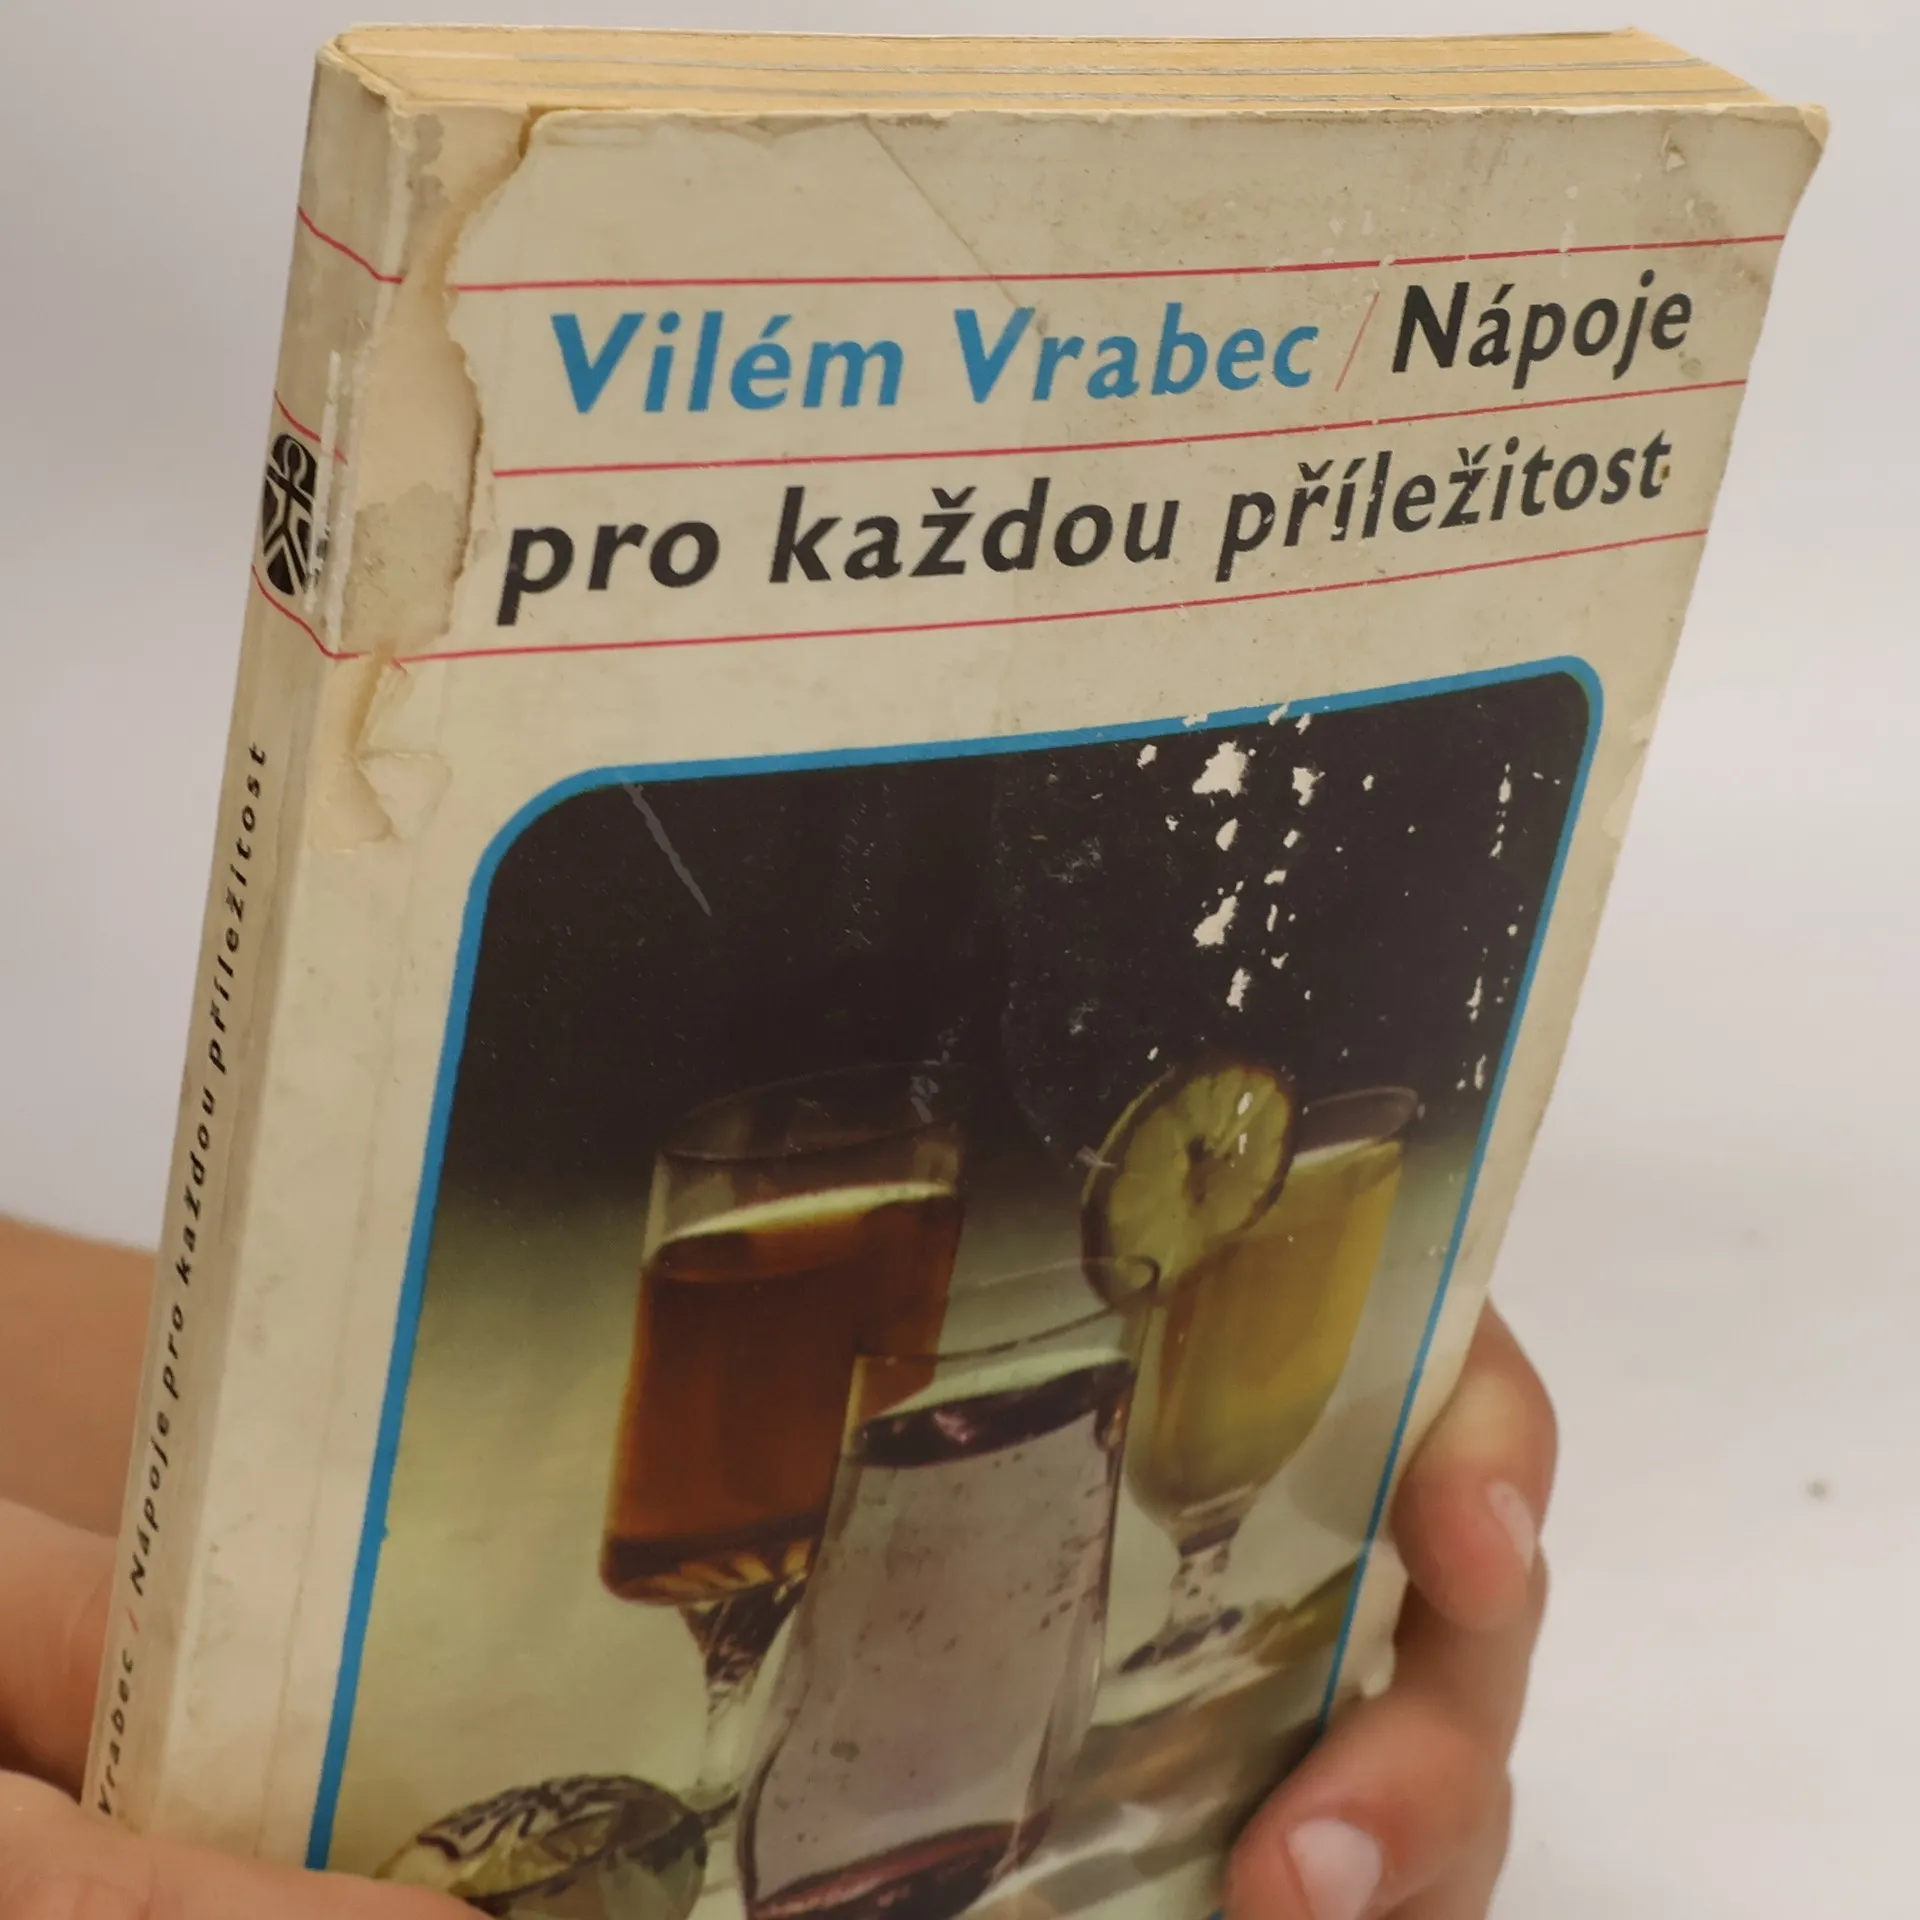 Vilém Vrabec / Nápoje
pro každou příležitost
Vrabec / Nápoje pro každou příležitost